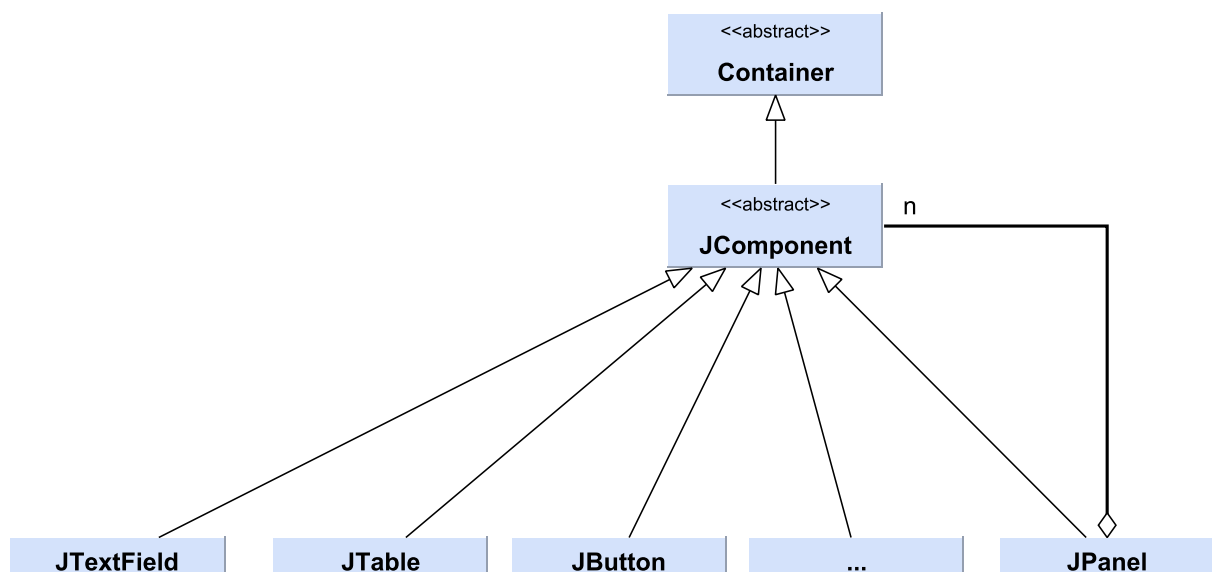 <<abstract>>
Container
<<abstract>>
n
JComponent
JTextField
JTable
JButton
...
JPanel